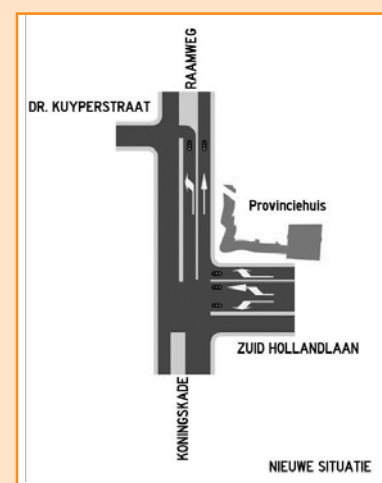 RAAMWEG
DR. KUYPERSTRAAT
Provinciehuis
ZUID HOLLANDLAAN
KONINGSKADE
NIEUWE SITUATIE